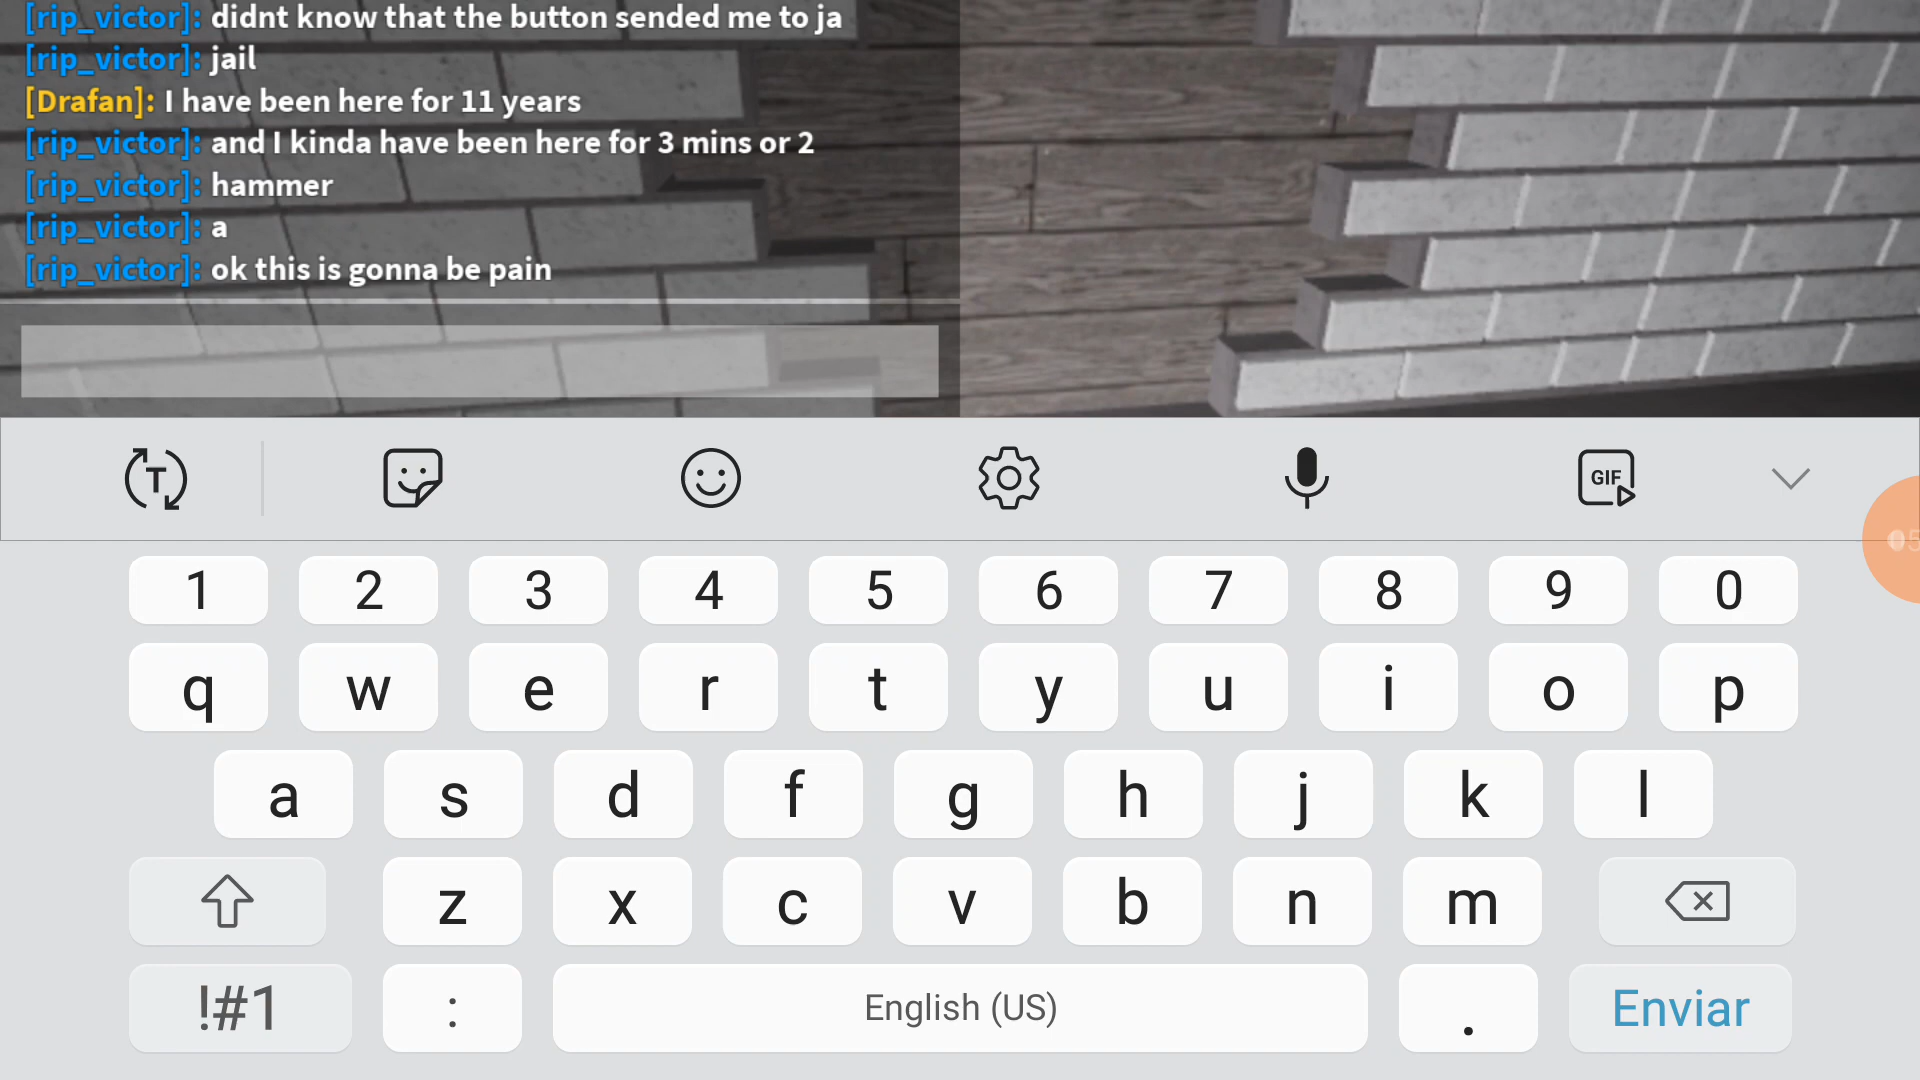 [rip_victor]: didnt know that the button sended me to ja
[rip_victor]: jail
[Drafan]: I have been here for 11 years
[rip_victor]: and I kinda have been here for 3 mins or 2
[rip_victor]: hammer
[rip_victor]: a
[rip_victor]: ok this is gonna be pain
T
GIF
05
1 2 3 4 5 6 7 8 9 0
q w e r t y u i o p
a s d f g h j k l
z x c v b n m
!#1 : English (US) . Enviar